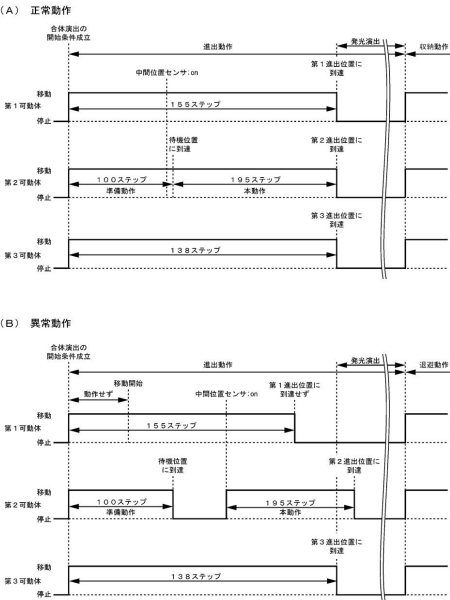 (A) 正常動作
合体演出の
開始条件成立
発光演出
進出動作
収納動作
中間位置センサ:on
第1進出位置に
到達
移動
第1可動体
155ステップ
停止
待機位置
に到達
第2進出位置に
到達
移動
第2可動体
100ステップ
195ステップ
準備動作
本動作
停止
第3進出位置に
到達
移動
第3可動体
138ステップ
停止
(B) 異常動作
合体演出の
開始条件成立
発光演出
進出動作
退避動作
移動開始
動作せず
中間位置センサ:on
第1進出位置に
到達せず
移動
第1可動体
155ステップ
停止
待機位置
に到達
第2進出位置に
到達
移動
第2可動体
100ステップ
195ステップ
準備動作
本動作
停止
第3進出位置に
到達
移動
第3可動体
138ステップ
停止